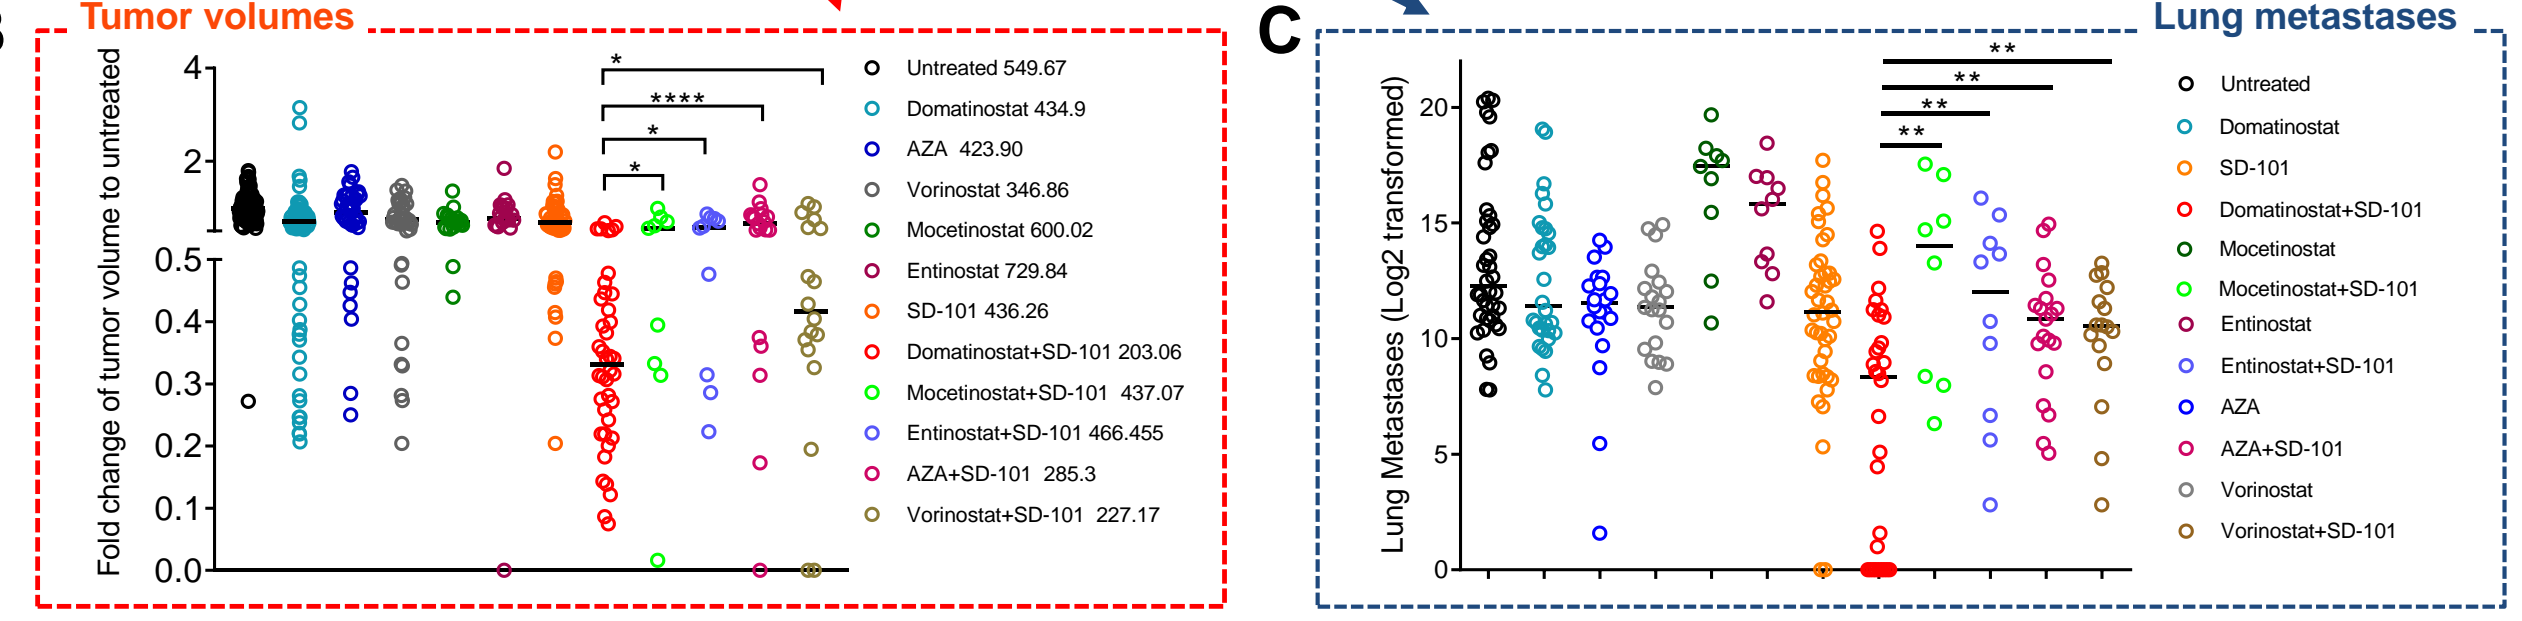 B
Tumor volumes
Fold change of tumor volume to untreated
4
2
0.5
0.4
0.3
0.2
0.1
0.0
*
****
*
*
Untreated 549.67
Domatinostat 434.9
AZA 423.90
Vorinostat 346.86
Mocetinostat 600.02
Entinostat 729.84
SD-101 436.26
Domatinostat+SD-101 203.06
Mocetinostat+SD-101 437.07
Entinostat+SD-101 466.455
AZA+SD-101 285.3
Vorinostat+SD-101 227.17
C
Lung metastases
Lung Metastases (Log2 transformed)
20
15
10
5
0
**
**
**
**
Untreated
Domatinostat
SD-101
Domatinostat+SD-101
Mocetinostat
Mocetinostat+SD-101
Entinostat
Entinostat+SD-101
AZA
AZA+SD-101
Vorinostat
Vorinostat+SD-101